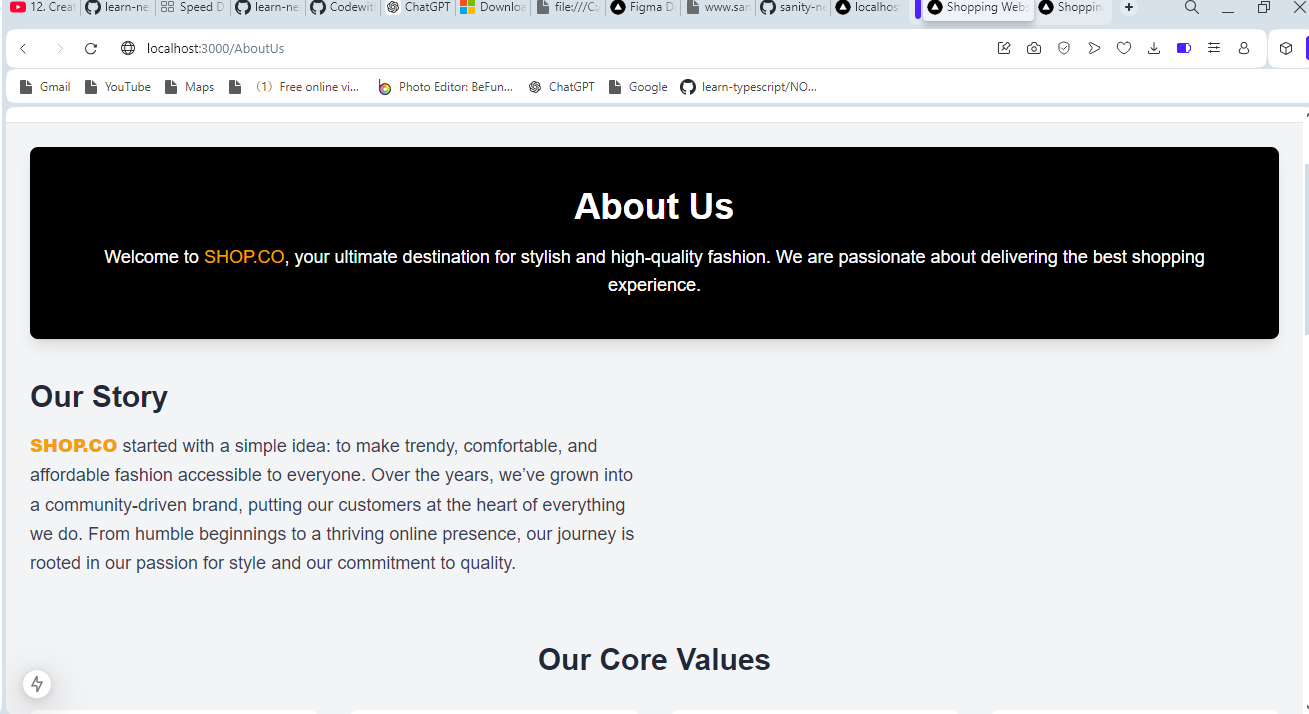 12. Creat learn-ne Speed D learn-ne Codewit ChatGPT Downloa file:///C:/ Figma D www.san sanity-ne localhos Shopping Webs Shoppin
localhost:3000/AboutUs
Gmail YouTube Maps （1）Free online vi... Photo Editor: BeFun... ChatGPT Google learn-typescript/NO...
About Us
Welcome to SHOP.CO, your ultimate destination for stylish and high-quality fashion. We are passionate about delivering the best shopping
experience.
Our Story
SHOP.CO started with a simple idea: to make trendy, comfortable, and
affordable fashion accessible to everyone. Over the years, we’ve grown into
a community-driven brand, putting our customers at the heart of everything
we do. From humble beginnings to a thriving online presence, our journey is
rooted in our passion for style and our commitment to quality.
Our Core Values